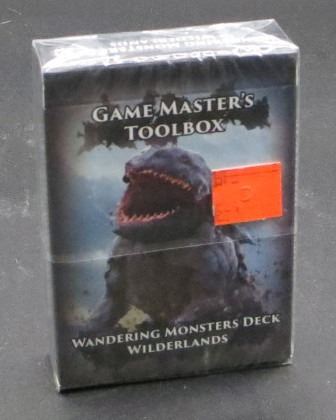 GAME MASTER'S
TOOLBOX
WANDERING MONSTERS DECK
WILDERLANDS